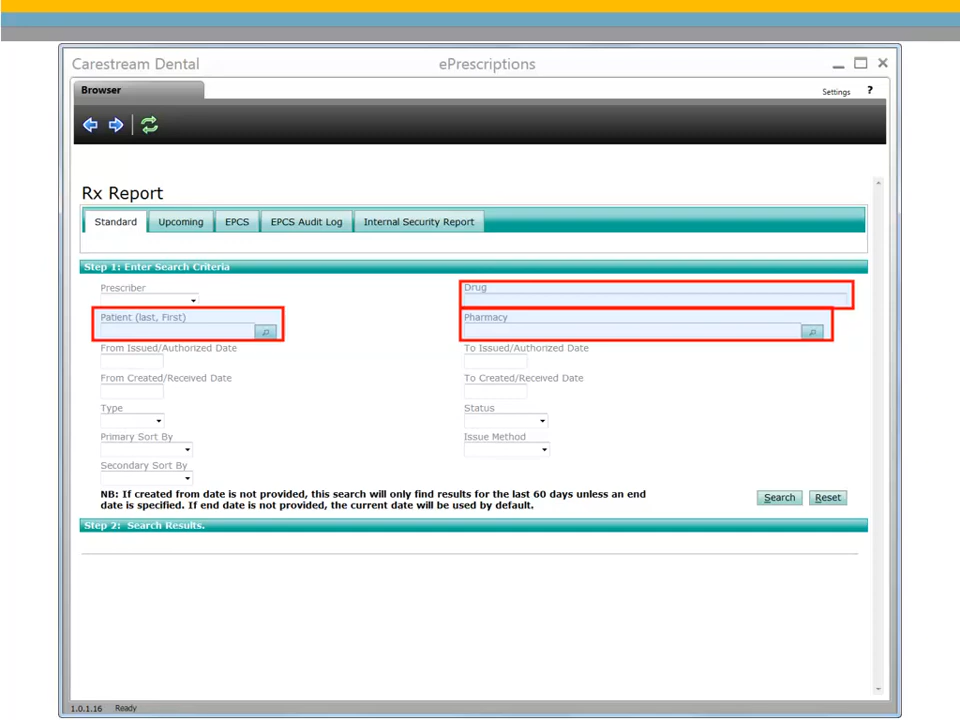 Carestream Dental ePrescriptions
Browser
Settings ?
Rx Report
Standard Upcoming EPCS EPCS Audit Log Internal Security Report
Step 1: Enter Search Criteria
Prescriber Drug
Patient (last, First) Pharmacy
From Issued/Authorized Date To Issued/Authorized Date
From Created/Received Date To Created/Received Date
Type Status
Primary Sort By Issue Method
Secondary Sort By
NB: If created from date is not provided, this search will only find results for the last 60 days unless an end
date is specified. If end date is not provided, the current date will be used by default.
Search Reset
Step 2: Search Results.
1.0.1.16 Ready